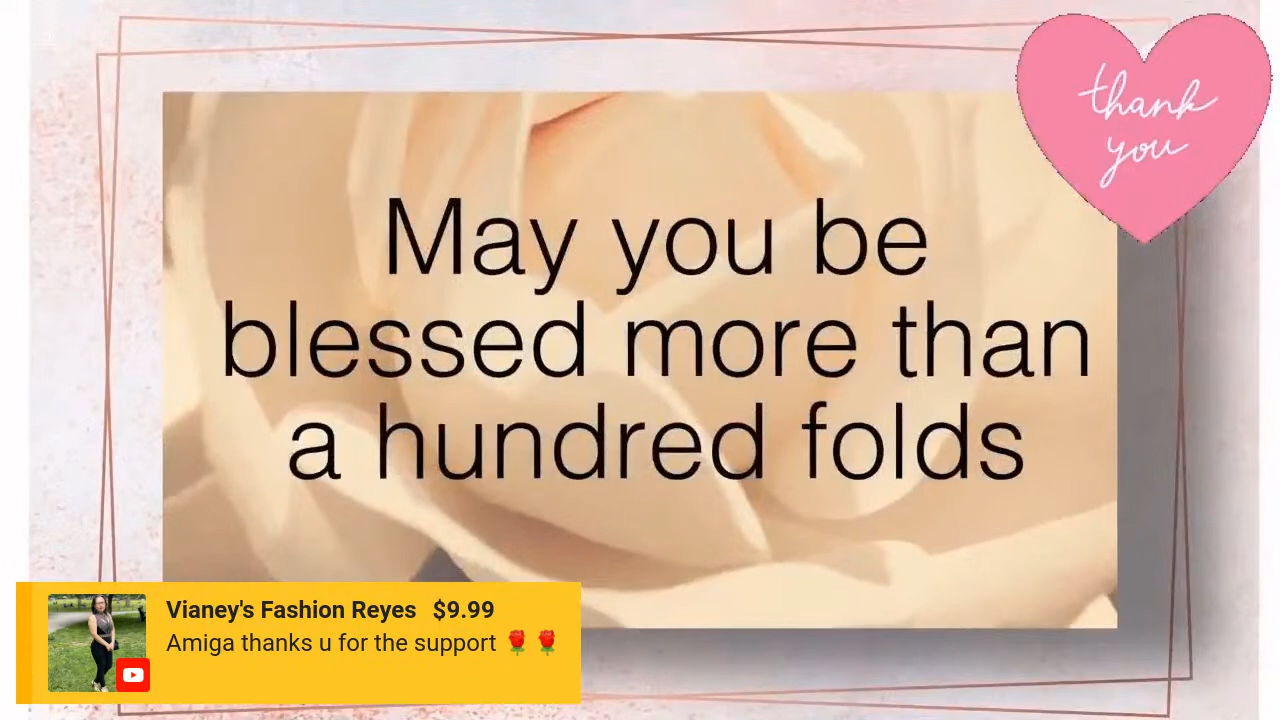 thank
you
May you be
blessed more than
a hundred folds
Vianey's Fashion Reyes $9.99
Amiga thanks u for the support 🌹🌹